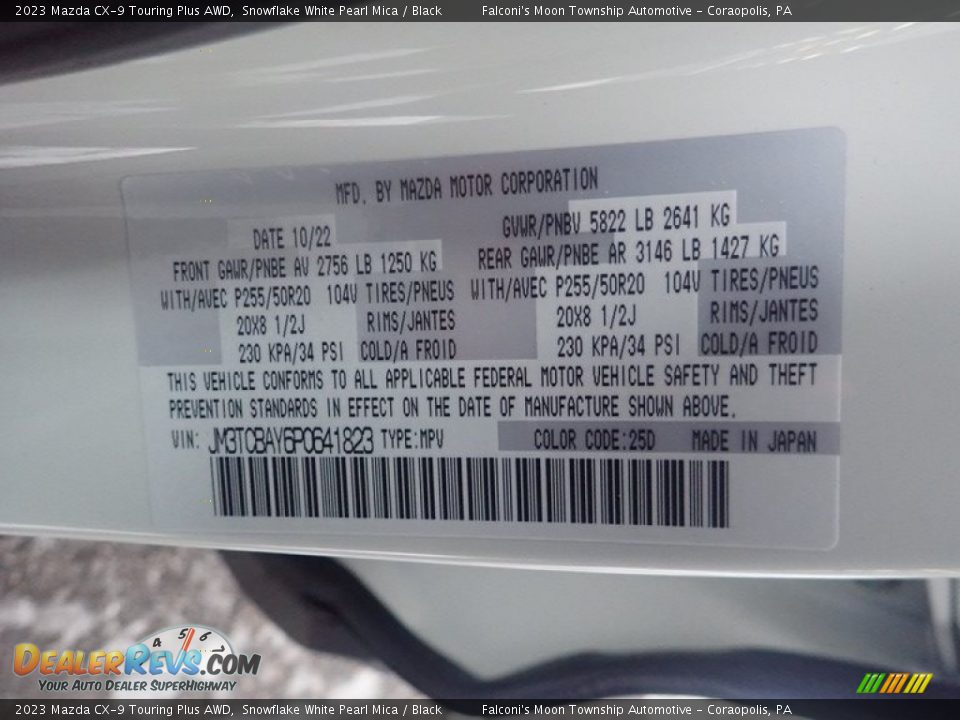 2023 Mazda CX-9 Touring Plus AWD, Snowflake White Pearl Mica / Black Falconi's Moon Township Automotive - Coraopolis, PA
MFD. BY MAZDA MOTOR CORPORATION
DATE 10/22 GVWR/PNBV 5822 LB 2641 KG
FRONT GAWR/PNBE AV 2756 LB 1250 KG REAR GAWR/PNBE AR 3146 LB 1427 KG
WITH/AVEC P255/50R20 104V TIRES/PNEUS WITH/AVEC P255/50R20 104V TIRES/PNEUS
20X8 1/2J RIMS/JANTES 20X8 1/2J RIMS/JANTES
230 KPA/34 PSI COLD/A FROID 230 KPA/34 PSI COLD/A FROID
THIS VEHICLE CONFORMS TO ALL APPLICABLE FEDERAL MOTOR VEHICLE SAFETY AND THEFT
PREVENTION STANDARDS IN EFFECT ON THE DATE OF MANUFACTURE SHOWN ABOVE.
VIN: JM3TCBAY6P0641823 TYPE:MPV COLOR CODE:25D MADE IN JAPAN
4 5 6
DEALERREVS.COM
YOUR AUTO DEALER SUPERHIGHWAY
2023 Mazda CX-9 Touring Plus AWD, Snowflake White Pearl Mica / Black Falconi's Moon Township Automotive - Coraopolis, PA